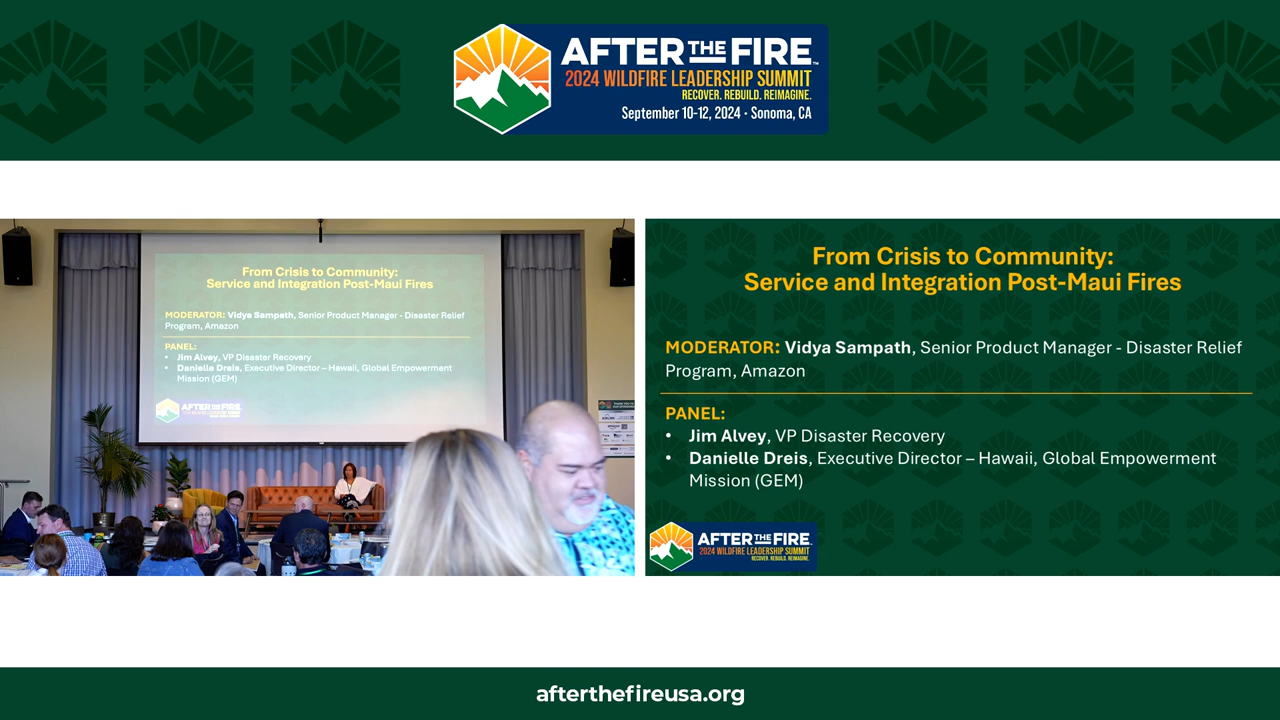 AFTER THE FIRE™
2024 WILDFIRE LEADERSHIP SUMMIT
RECOVER. REBUILD. REIMAGINE.
September 10-12, 2024 · Sonoma, CA
From Crisis to Community:
Service and Integration Post-Maui Fires
MODERATOR: Vidya Sampath, Senior Product Manager - Disaster Relief
Program, Amazon
PANEL:
• Jim Alvey, VP Disaster Recovery
• Danielle Dreis, Executive Director – Hawaii, Global Empowerment
Mission (GEM)
AFTER THE FIRE
From Crisis to Community:
Service and Integration Post-Maui Fires
MODERATOR: Vidya Sampath, Senior Product Manager - Disaster Relief
Program, Amazon
PANEL:
• Jim Alvey, VP Disaster Recovery
• Danielle Dreis, Executive Director – Hawaii, Global Empowerment
Mission (GEM)
AFTER THE FIRE
2024 WILDFIRE LEADERSHIP SUMMIT
RECOVER. REBUILD. REIMAGINE.
afterthefireusa.org